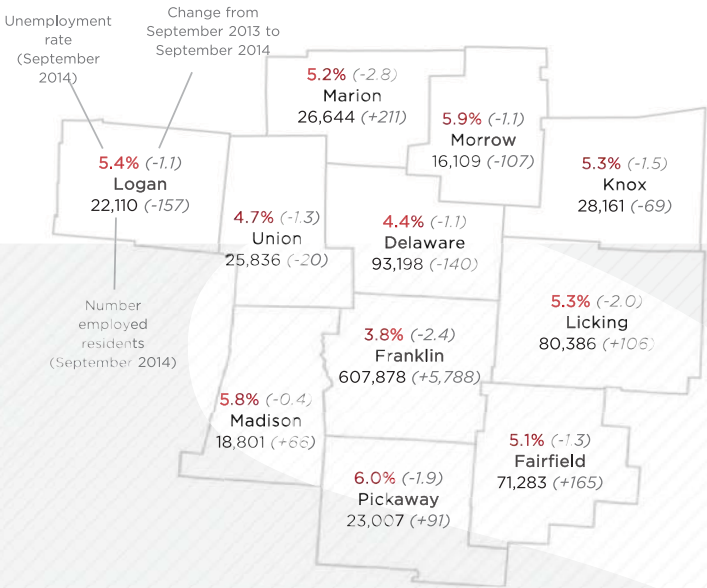 Unemployment
rate
(September
2014)
Change from
September 2013 to
September 2014
5.2% (-2.8)
Marion
26,644 (+211)
5.9% (-1.1)
Morrow
16,109 (-107)
5.4% (-1.1)
Logan
22,110 (-157)
5.3% (-1.5)
Knox
28,161 (-69)
4.7% (-1.3)
Union
25,836 (-20)
4.4% (-1.1)
Delaware
93,198 (-140)
Number
employed
residents
(September 2014)
5.3% (-2.0)
Licking
80,386 (+106)
3.8% (-2.4)
Franklin
607,878 (+5,788)
5.8% (-0.4)
Madison
18,801 (+66)
5.1% (-1.3)
Fairfield
71,283 (+165)
6.0% (-1.9)
Pickaway
23,007 (+91)